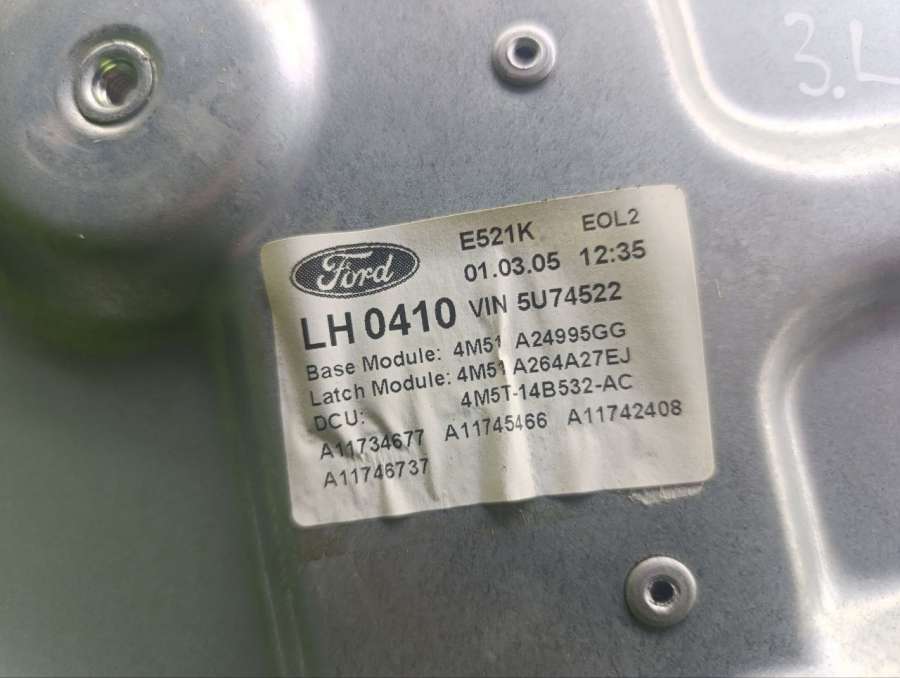 3.L
E521K EOL2
Ford 01.03.05 12:35
LH 0410 VIN 5U74522
Base Module: 4M51 A24995GG
Latch Module: 4M51 A264A27EJ
DCU: 4M5T-14B532-AC
A11734677 A11745466 A11742408
A11746737